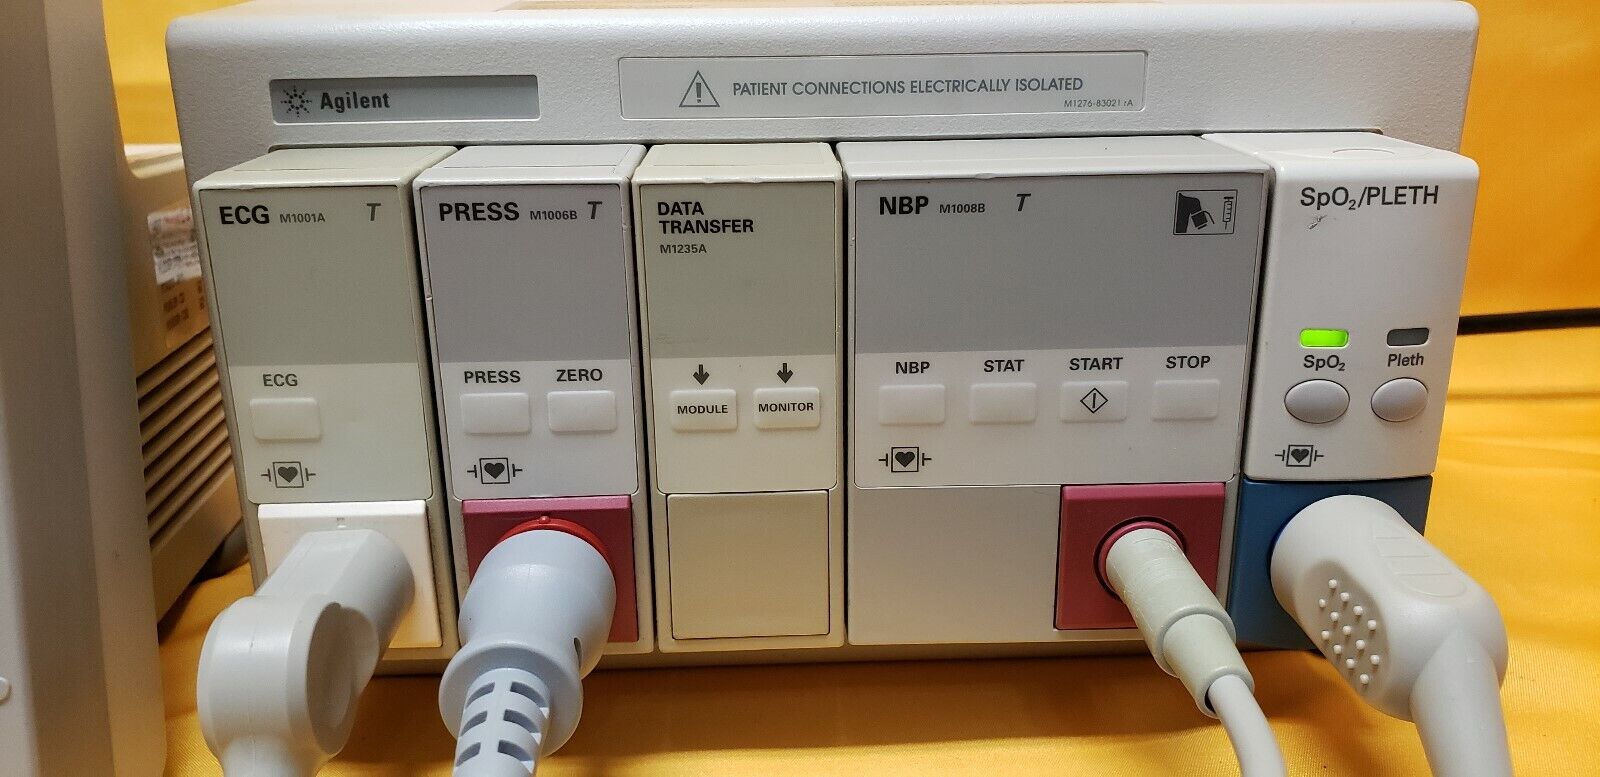 Agilent
PATIENT CONNECTIONS ELECTRICALLY ISOLATED
M1276-83021 rA
ECG M1001A T
ECG
PRESS M1006B T
PRESS ZERO
DATA
TRANSFER
M1235A
MODULE MONITOR
NBP M1008B T
NBP STAT START STOP
SpO₂/PLETH
SpO₂ Pleth